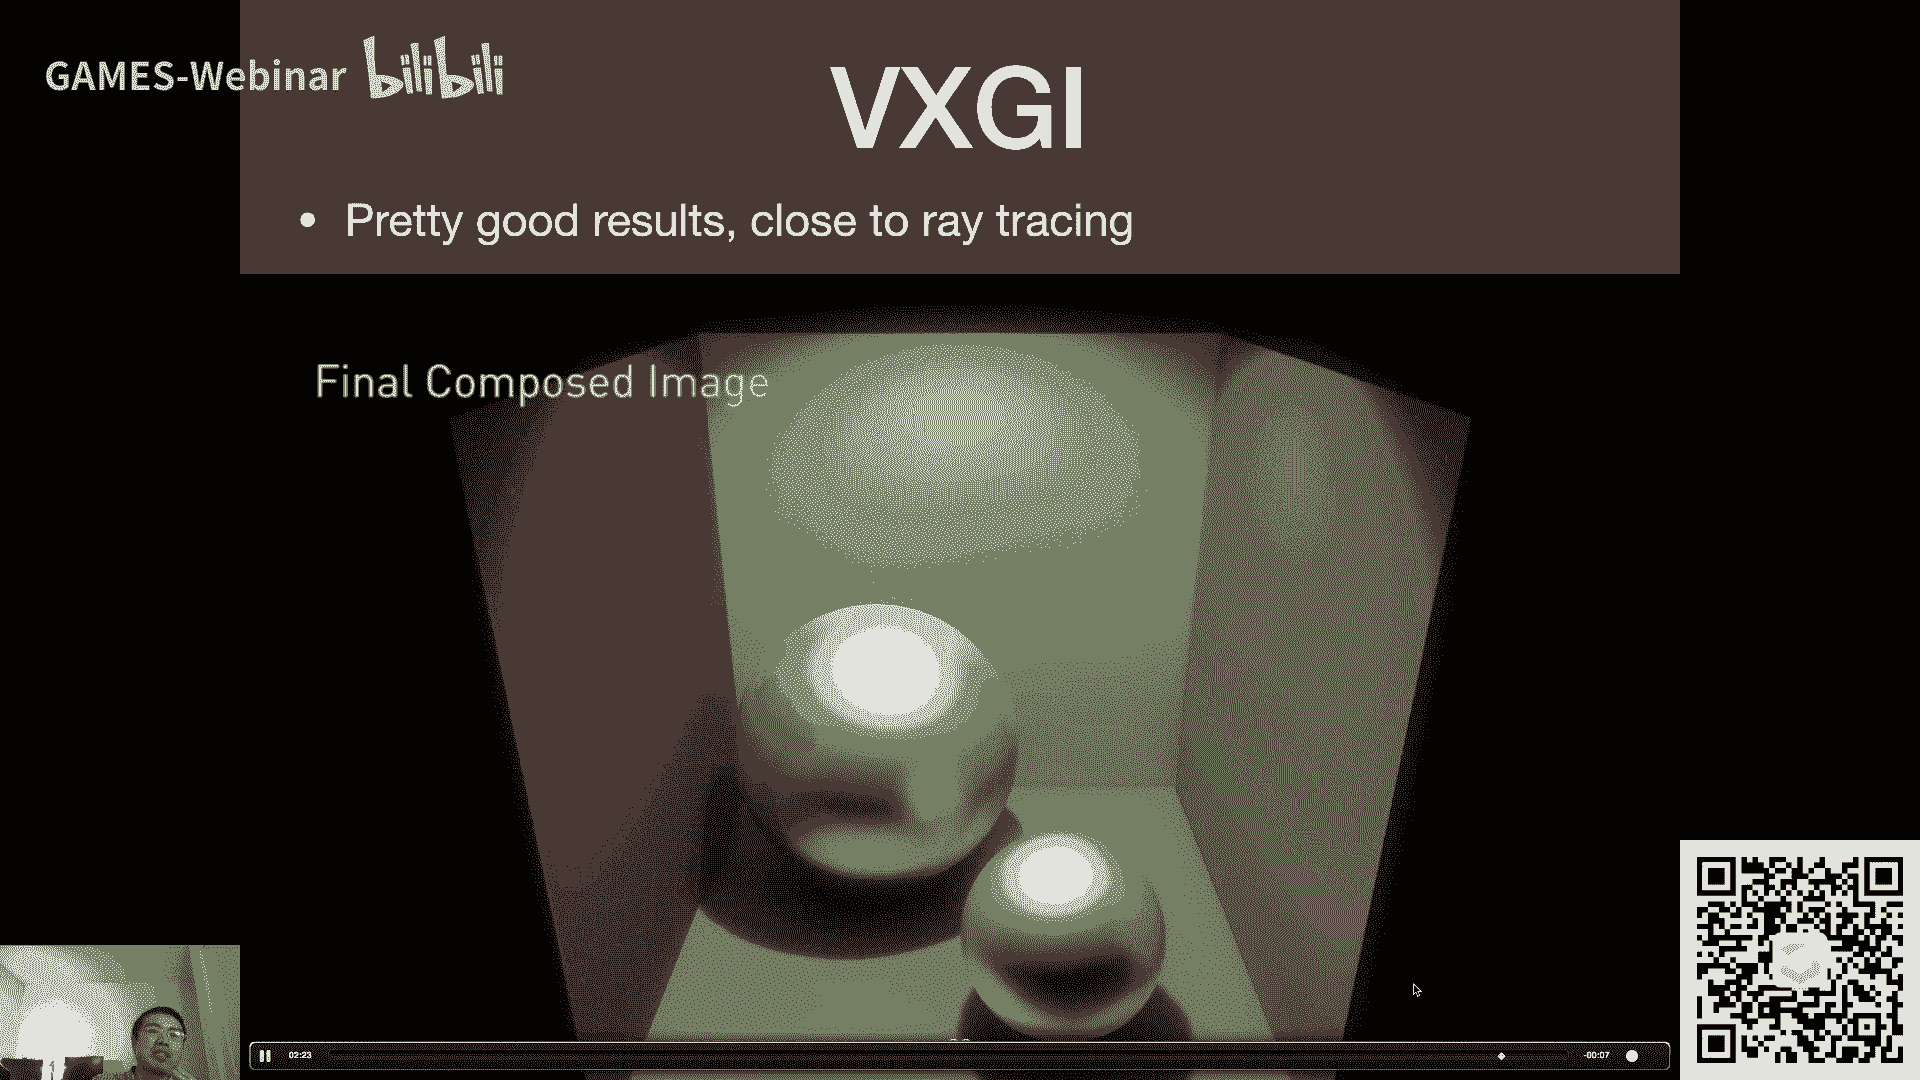 GAMES-Webinar bilibili
VXGI
• Pretty good results, close to ray tracing
Final Composed Image
02:23
-00:07